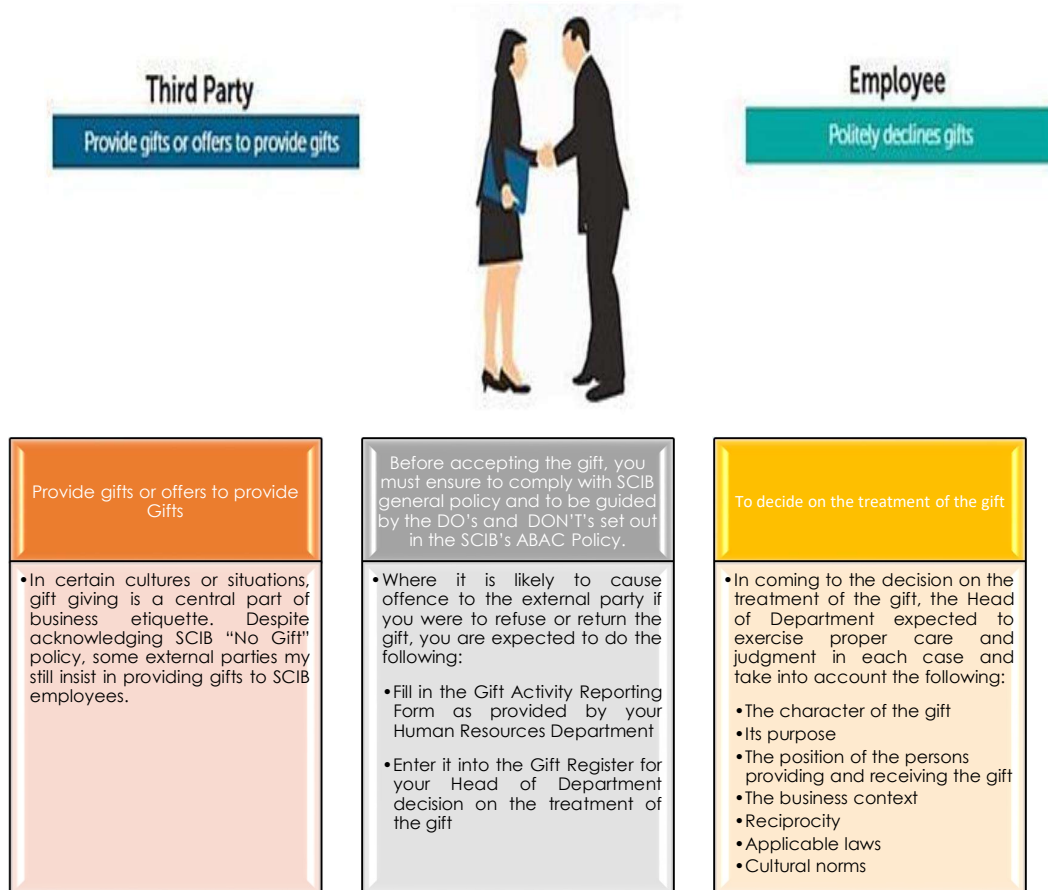 Third Party
Provide gifts or offers to provide gifts
Employee
Politely declines gifts
Provide gifts or offers to provide
Gifts
•In certain cultures or situations,
gift giving is a central part of
business etiquette. Despite
acknowledging SCIB “No Gift”
policy, some external parties my
still insist in providing gifts to SCIB
employees.
Before accepting the gift, you
must ensure to comply with SCIB
general policy and to be guided
by the DO’s and DON’T’s set out
in the SCIB’s ABAC Policy.
•Where it is likely to cause
offence to the external party if
you were to refuse or return the
gift, you are expected to do the
following:
•Fill in the Gift Activity Reporting
Form as provided by your
Human Resources Department
•Enter it into the Gift Register for
your Head of Department
decision on the treatment of
the gift
To decide on the treatment of the gift
•In coming to the decision on the
treatment of the gift, the Head
of Department expected to
exercise proper care and
judgment in each case and
take into account the following:
•The character of the gift
•Its purpose
•The position of the persons
providing and receiving the gift
•The business context
•Reciprocity
•Applicable laws
•Cultural norms